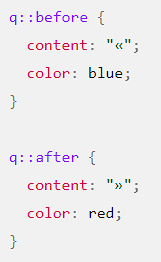 q::before {
  content: "«";
  color: blue;
}

q::after {
  content: "»";
  color: red;
}